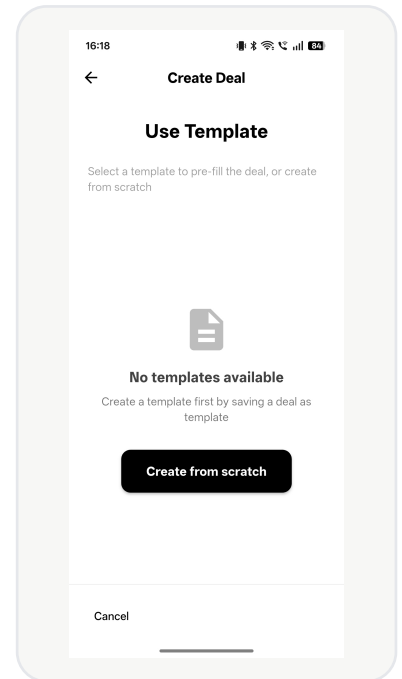 16:18
84
Create Deal
Use Template
Select a template to pre-fill the deal, or create
from scratch
No templates available
Create a template first by saving a deal as
template
Create from scratch
Cancel